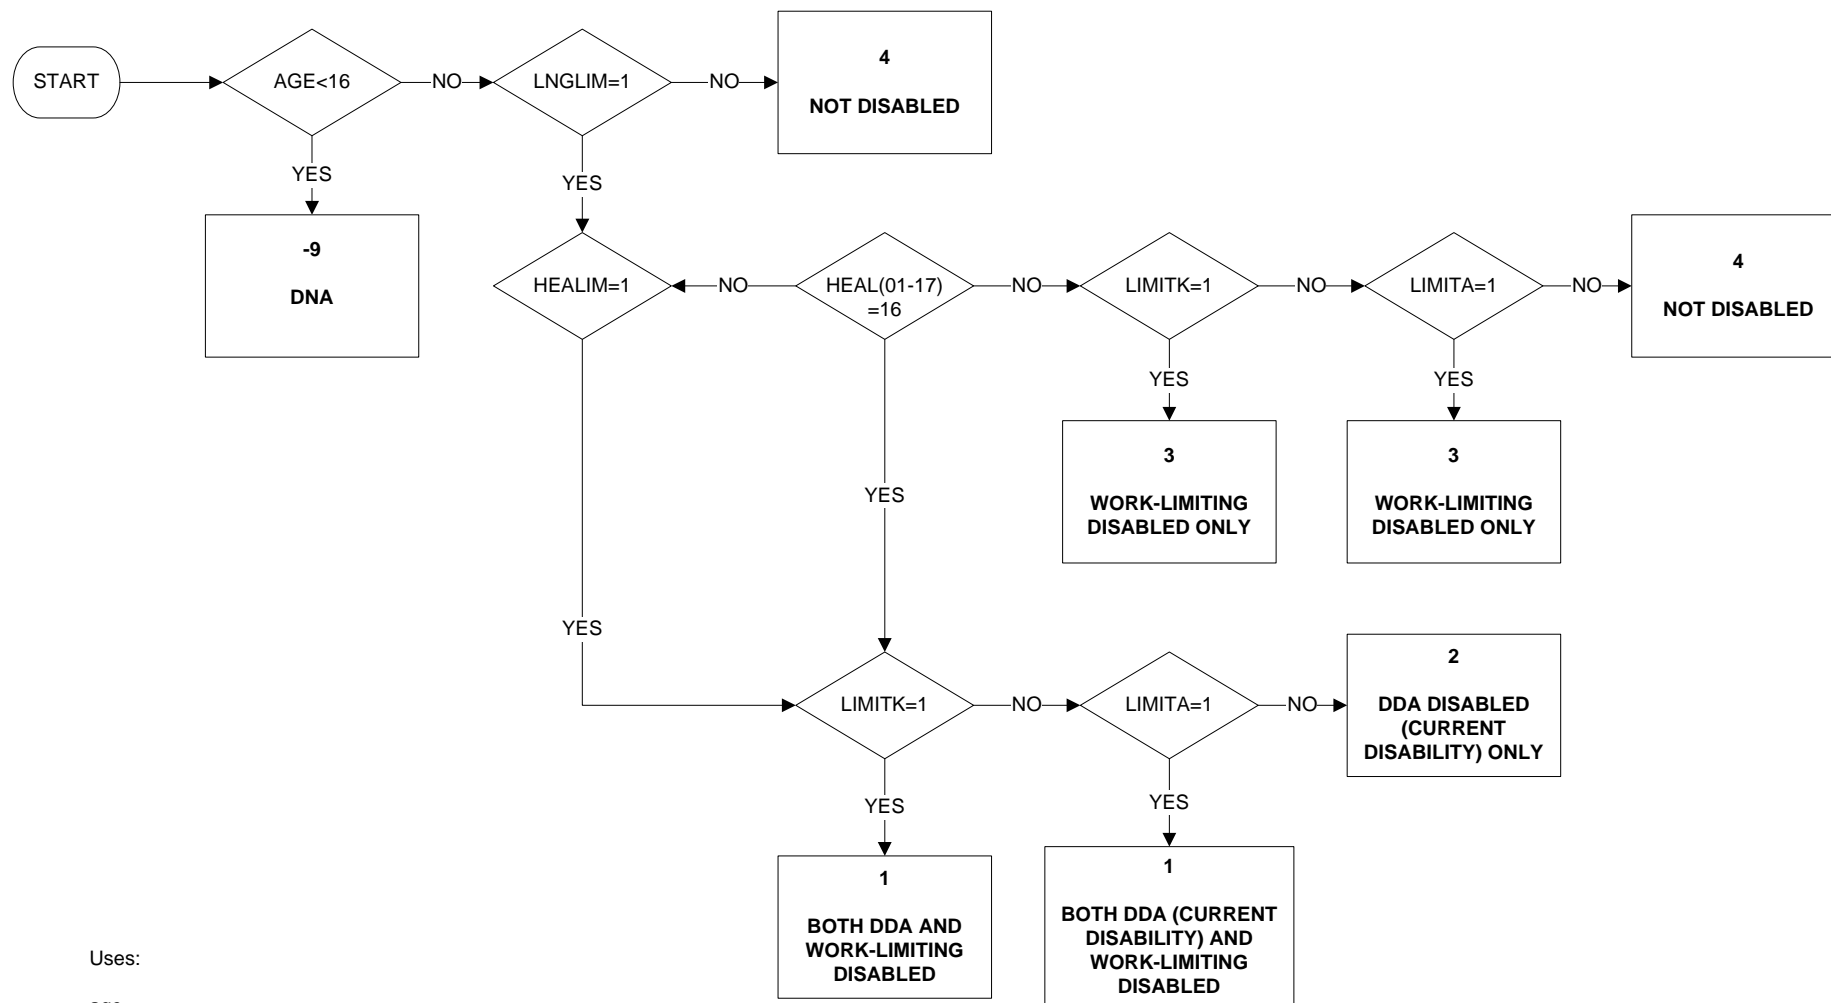 START
AGE<16
NO
LNGLIM=1
NO
4
NOT DISABLED
YES
YES
-9
DNA
HEALIM=1
NO
HEAL(01-17)
=16
NO
LIMITK=1
NO
LIMITA=1
NO
4
NOT DISABLED
YES
YES
3
WORK-LIMITING
DISABLED ONLY
3
WORK-LIMITING
DISABLED ONLY
YES
YES
LIMITK=1
NO
LIMITA=1
NO
2
DDA DISABLED
(CURRENT
DISABILITY) ONLY
YES
YES
1
BOTH DDA AND
WORK-LIMITING
DISABLED
1
BOTH DDA (CURRENT
DISABILITY) AND
WORK-LIMITING
DISABLED
Uses: